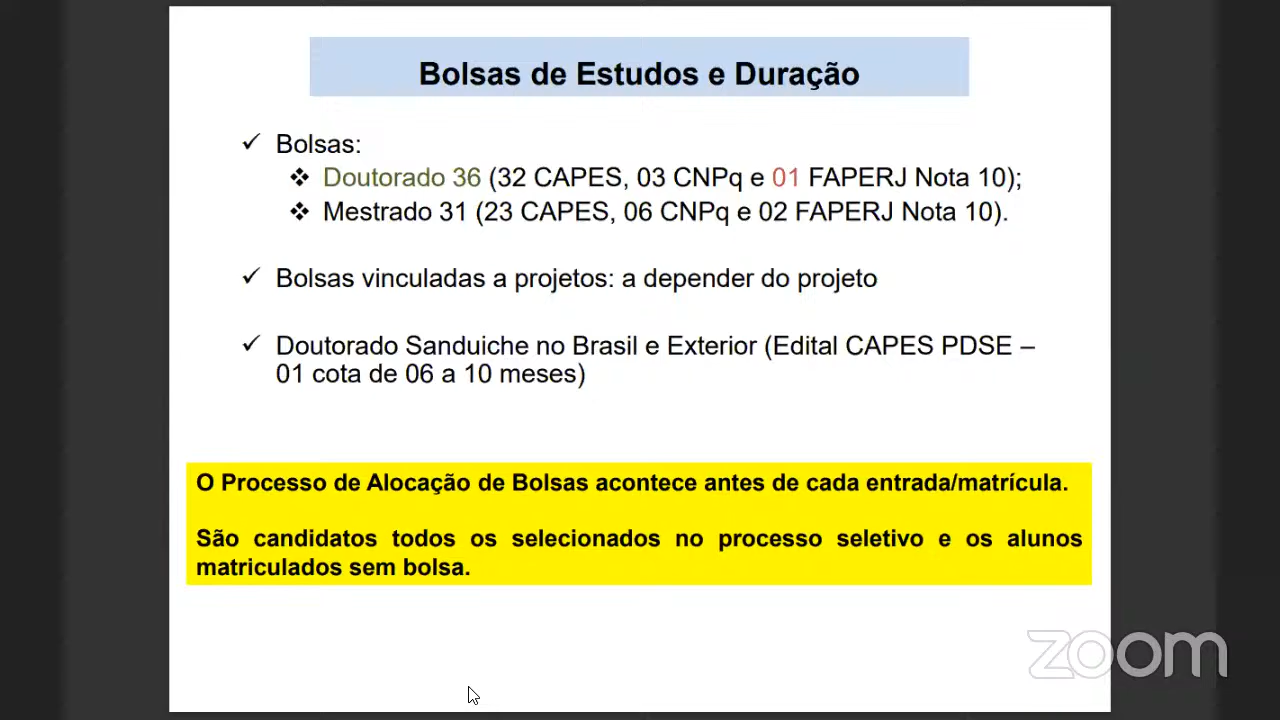 Bolsas de Estudos e Duração
✓ Bolsas:
❖ Doutorado 36 (32 CAPES, 03 CNPq e 01 FAPERJ Nota 10);
❖ Mestrado 31 (23 CAPES, 06 CNPq e 02 FAPERJ Nota 10).
✓ Bolsas vinculadas a projetos: a depender do projeto
✓ Doutorado Sanduiche no Brasil e Exterior (Edital CAPES PDSE –
01 cota de 06 a 10 meses)
O Processo de Alocação de Bolsas acontece antes de cada entrada/matrícula.
São candidatos todos os selecionados no processo seletivo e os alunos
matriculados sem bolsa.
zoom